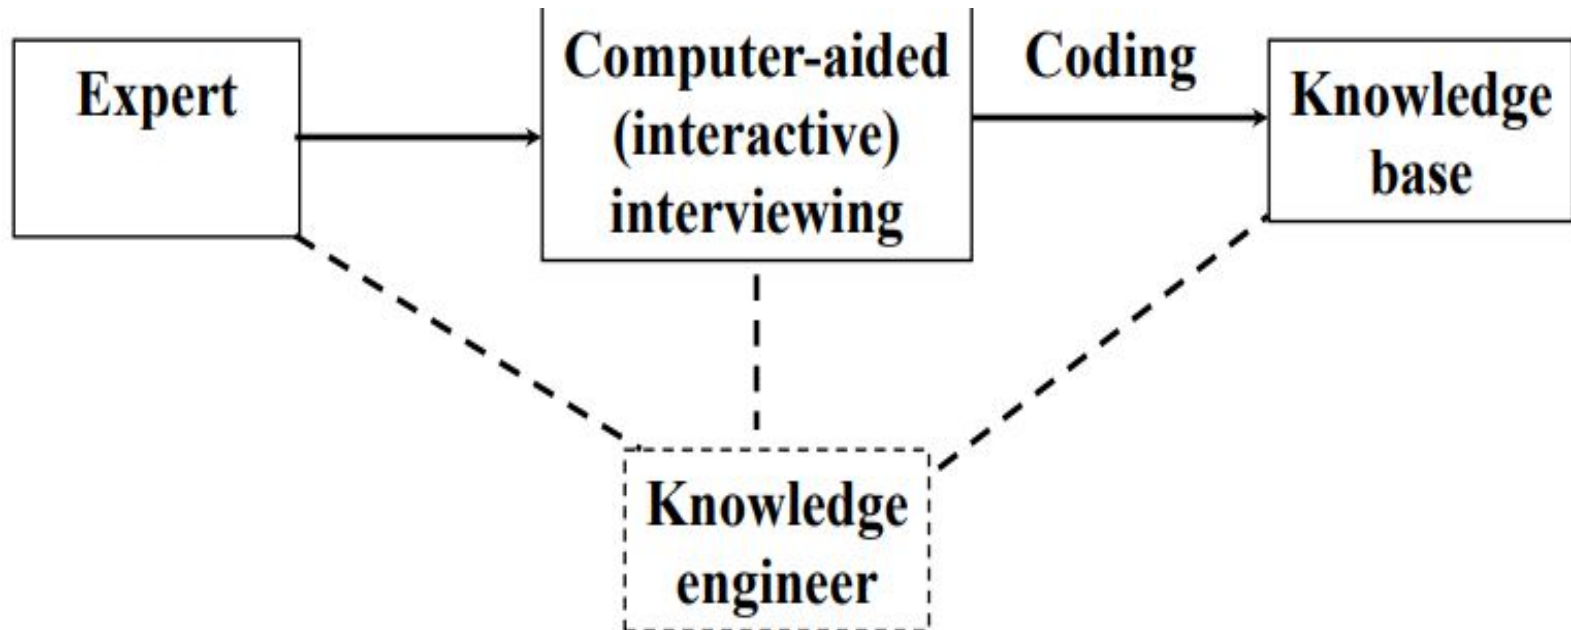 Expert
Computer-aided
(interactive)
interviewing
Coding
Knowledge
base
Knowledge
engineer